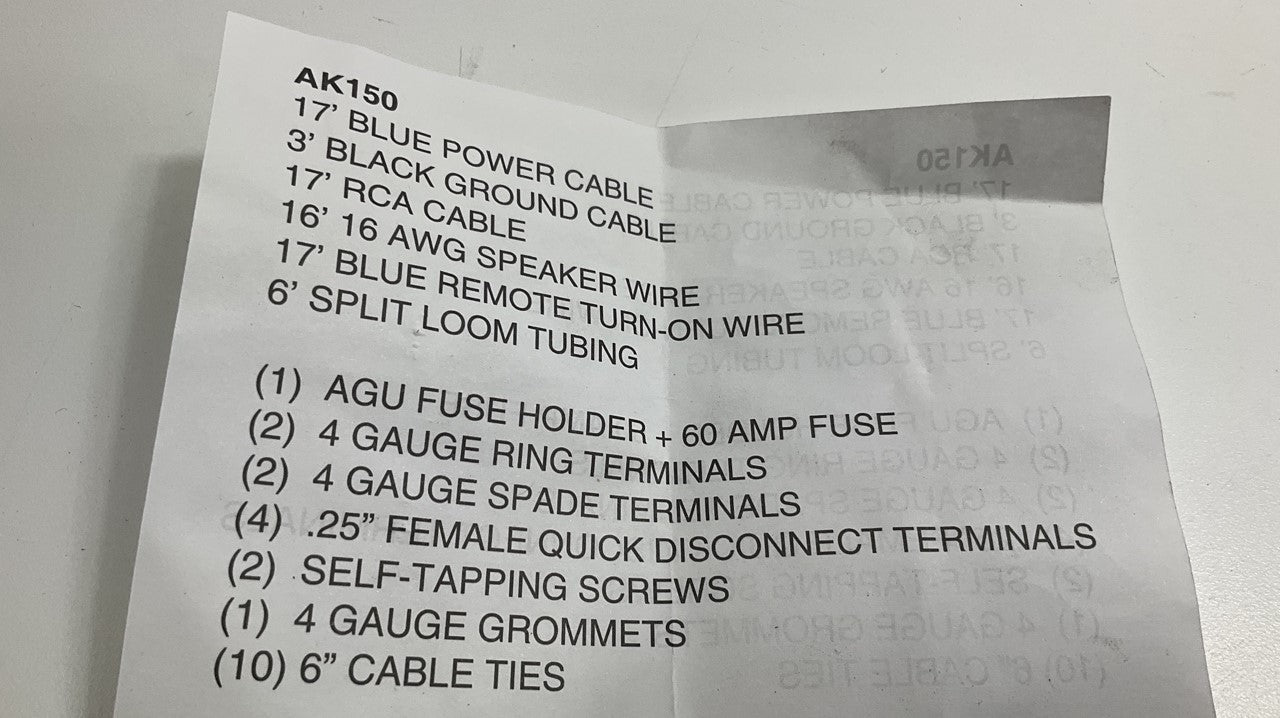 AK150
17’ BLUE POWER CABLE
3’ BLACK GROUND CABLE
17’ RCA CABLE
16’ 16 AWG SPEAKER WIRE
17’ BLUE REMOTE TURN-ON WIRE
6’ SPLIT LOOM TUBING
(1) AGU FUSE HOLDER + 60 AMP FUSE
(2) 4 GAUGE RING TERMINALS
(2) 4 GAUGE SPADE TERMINALS
(4) .25” FEMALE QUICK DISCONNECT TERMINALS
(2) SELF-TAPPING SCREWS
(1) 4 GAUGE GROMMETS
(10) 6” CABLE TIES